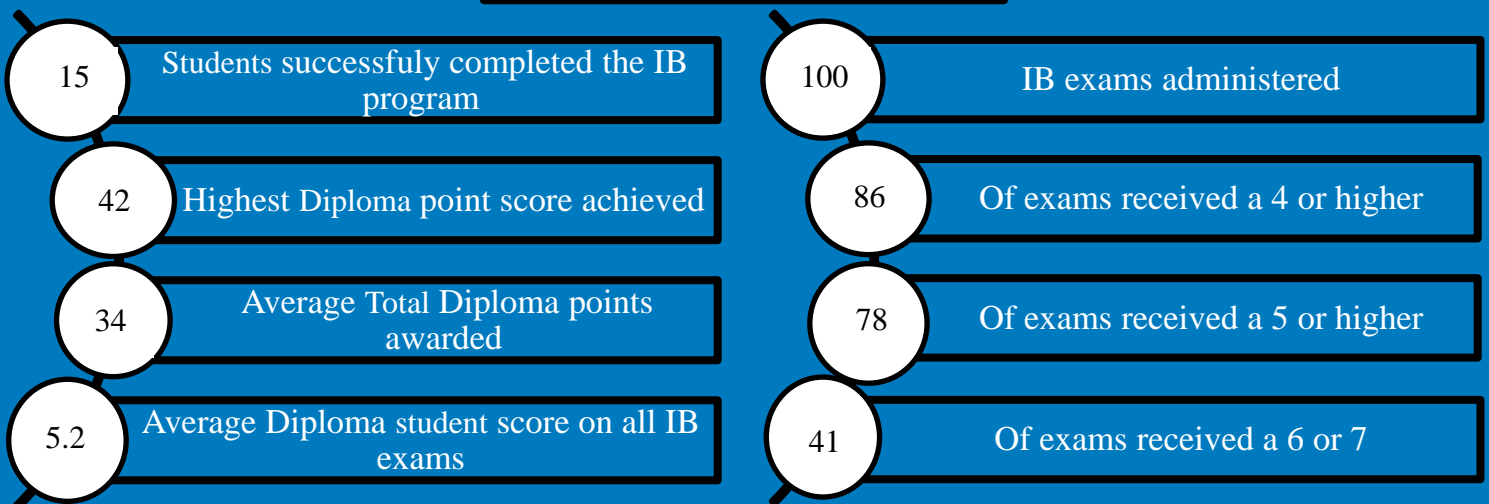 15
Students successfuly completed the IB
program
42
Highest Diploma point score achieved
34
Average Total Diploma points
awarded
5.2
Average Diploma student score on all IB
exams
100
IB exams administered
86
Of exams received a 4 or higher
78
Of exams received a 5 or higher
41
Of exams received a 6 or 7